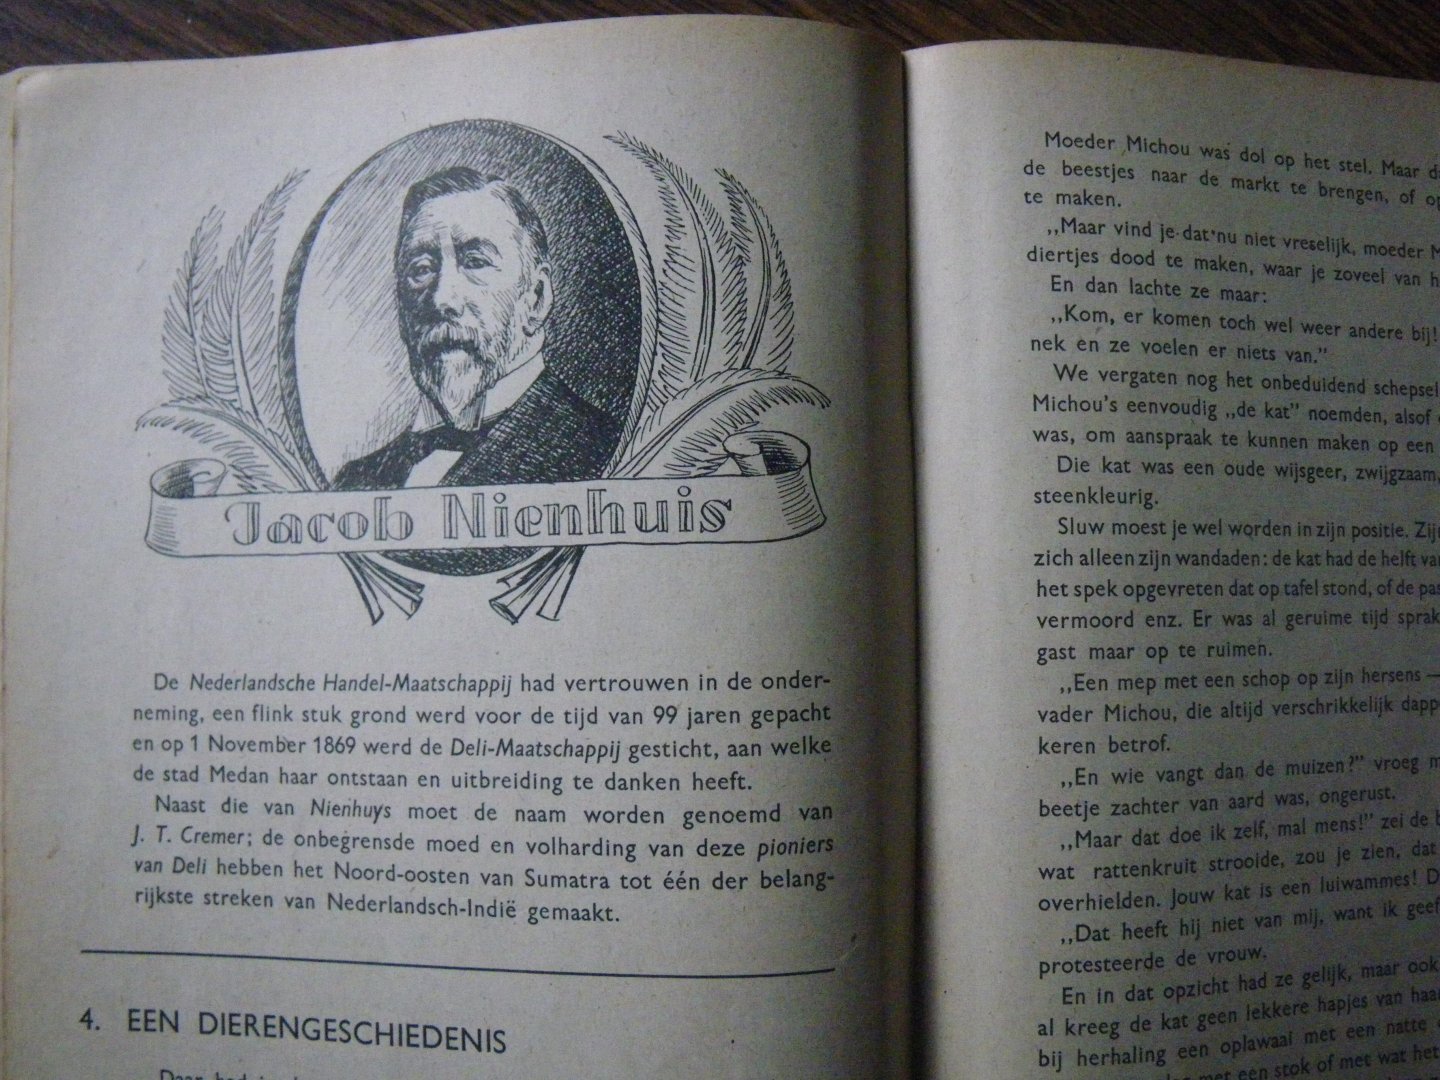 Jacob Nienhuis
De Nederlandsche Handel-Maatschappij had vertrouwen in de onder-
neming, een flink stuk grond werd voor de tijd van 99 jaren gepacht
en op 1 November 1869 werd de Deli-Maatschappij gesticht, aan welke
de stad Medan haar ontstaan en uitbreiding te danken heeft.
Naast die van Nienhuys moet de naam worden genoemd van
J. T. Cremer; de onbegrensde moed en volharding van deze pioniers
van Deli hebben het Noord-oosten van Sumatra tot één der belang-
rijkste streken van Nederlandsch-Indië gemaakt.
4. EEN DIERENGESCHIEDENIS
Moeder Michou was dol op het stel. Maar
de beestjes naar de markt te brengen, of
te maken.
,,Maar vind je dat nu niet vreselijk, moeder
diertjes dood te maken, waar je zoveel van
En dan lachte ze maar:
,,Kom, er komen toch wel weer andere bij!
nek en ze voelen er niets van."
We vergaten nog het onbeduidend schepsel
Michou's eenvoudig ,,de kat" noemden, alsof
was, om aanspraak te kunnen maken op een
Die kat was een oude wijsgeer, zwijgzaam,
steenkleurig.
Sluw moest je wel worden in zijn positie.
zich alleen zijn wandaden: de kat had de helft
het spek opgevreten dat op tafel stond, of de
vermoord enz. Er was al geruime tijd
gast maar op te ruimen.
,,Een mep met een schop op zijn hersens —
vader Michou, die altijd verschrikkelijk
keren betrof.
,,En wie vangt dan de muizen?" vroeg
beetje zachter van aard was, ongerust.
,,Maar dat doe ik zelf, mal mens!" zei de
wat rattenkruit strooide, zou je zien, dat
overhielden. Jouw kat is een luiwammes!
,,Dat heeft hij niet van mij, want ik
protesteerde de vrouw.
En in dat opzicht had ze gelijk, maar ook
al kreeg de kat geen lekkere hapjes van
bij herhaling een oplawaai met een natte
met een stok of met wat het